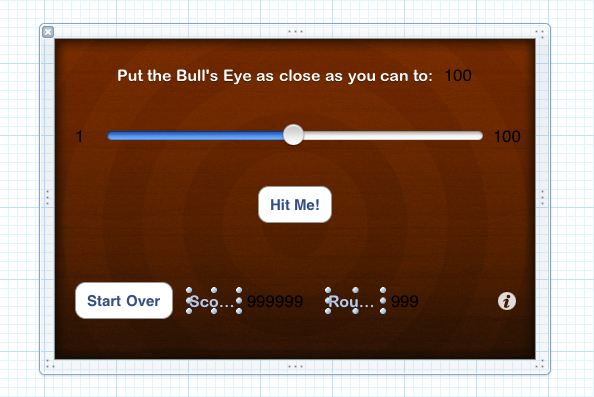 Put the Bull's Eye as close as you can to: 100
1 100
Hit Me!
Start Over Sco... 999999 Rou... 999
i